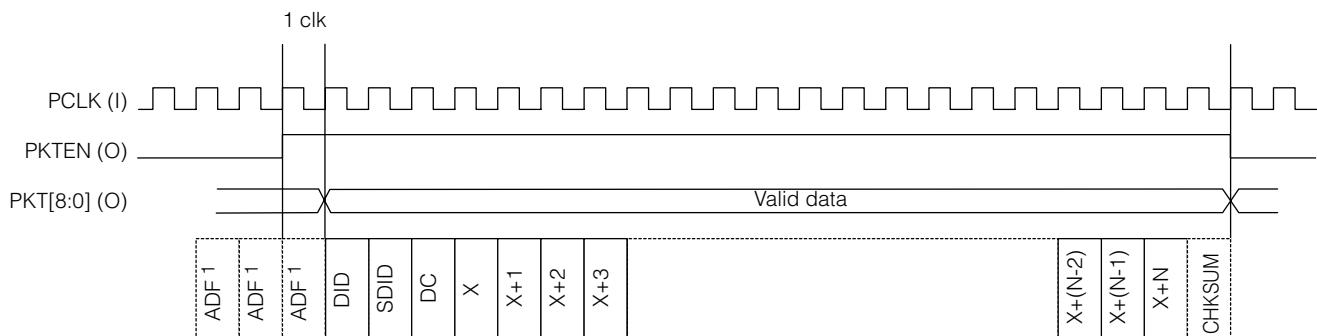 1 clk
PCLK (I)
PKTEN (O)
PKT[8:0] (O)
Valid data
ADF 1
ADF 1
ADF 1
DID
SDID
DC
X
X+1
X+2
X+3
X+(N-2)
X+(N-1)
X+N
CHKSUM